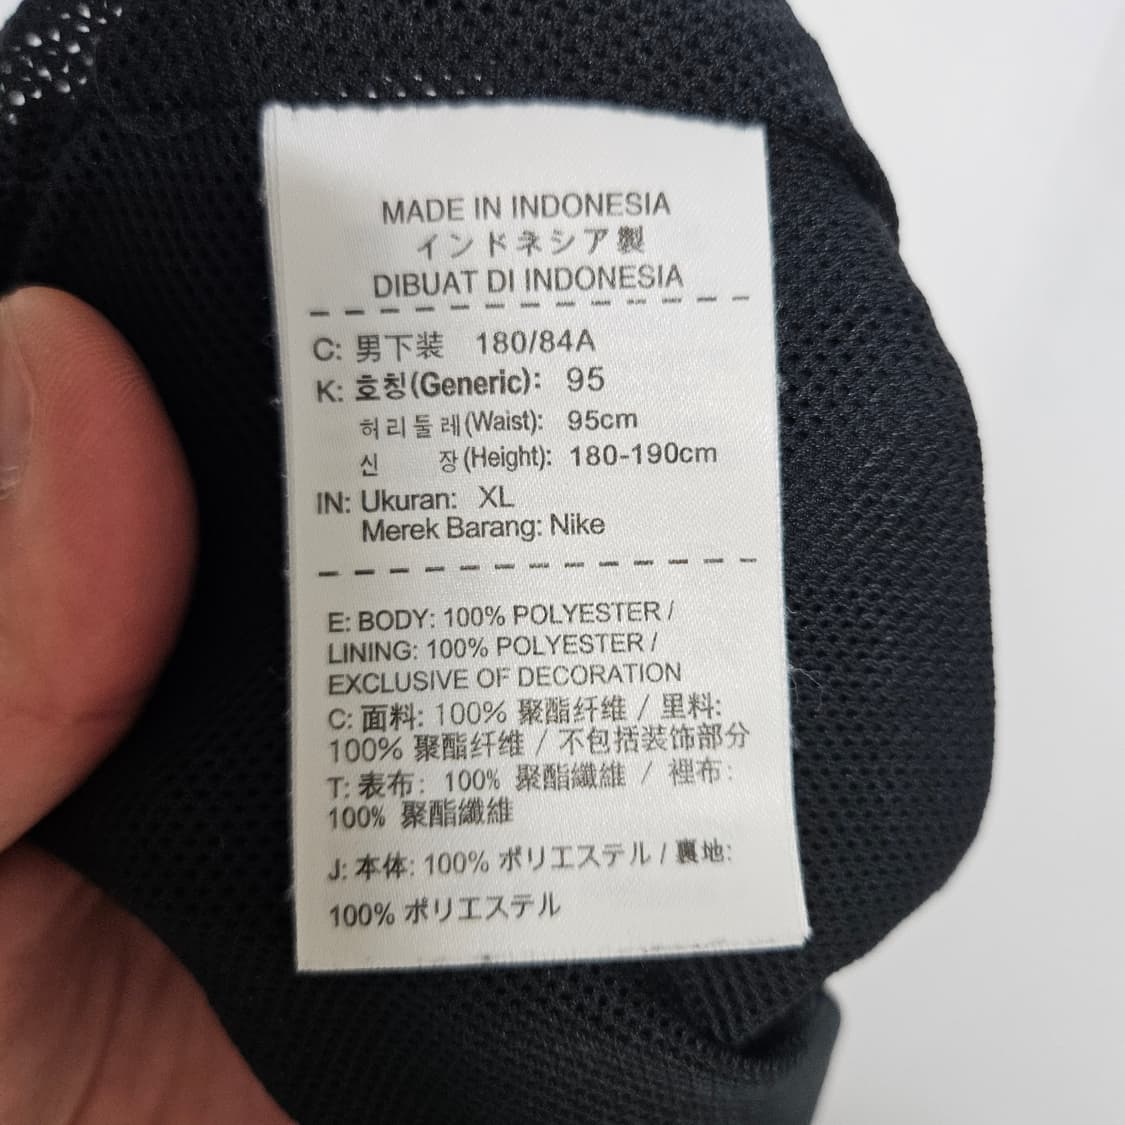 MADE IN INDONESIA
インドネシア製
DIBUAT DI INDONESIA
C: 男下装 180/84A
K: 호칭(Generic): 95
허리둘레(Waist): 95cm
신 장(Height): 180-190cm
IN: Ukuran: XL
Merek Barang: Nike
E: BODY: 100% POLYESTER /
LINING: 100% POLYESTER /
EXCLUSIVE OF DECORATION
C: 面料: 100% 聚酯纤维 / 里料:
100% 聚酯纤维 / 不包括装饰部分
T: 表布: 100% 聚酯纖維 / 裡布:
100% 聚酯纖維
J: 本体: 100% ポリエステル / 裏地:
100% ポリエステル